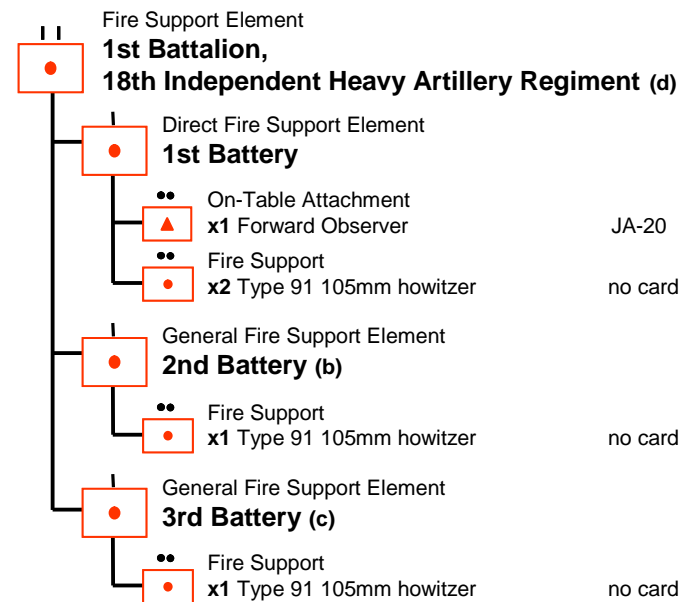 Fire Support Element
1st Battalion,
18th Independent Heavy Artillery Regiment (d)
Direct Fire Support Element
1st Battery
On-Table Attachment
x1 Forward Observer JA-20
Fire Support
x2 Type 91 105mm howitzer no card
General Fire Support Element
2nd Battery (b)
Fire Support
x1 Type 91 105mm howitzer no card
General Fire Support Element
3rd Battery (c)
Fire Support
x1 Type 91 105mm howitzer no card